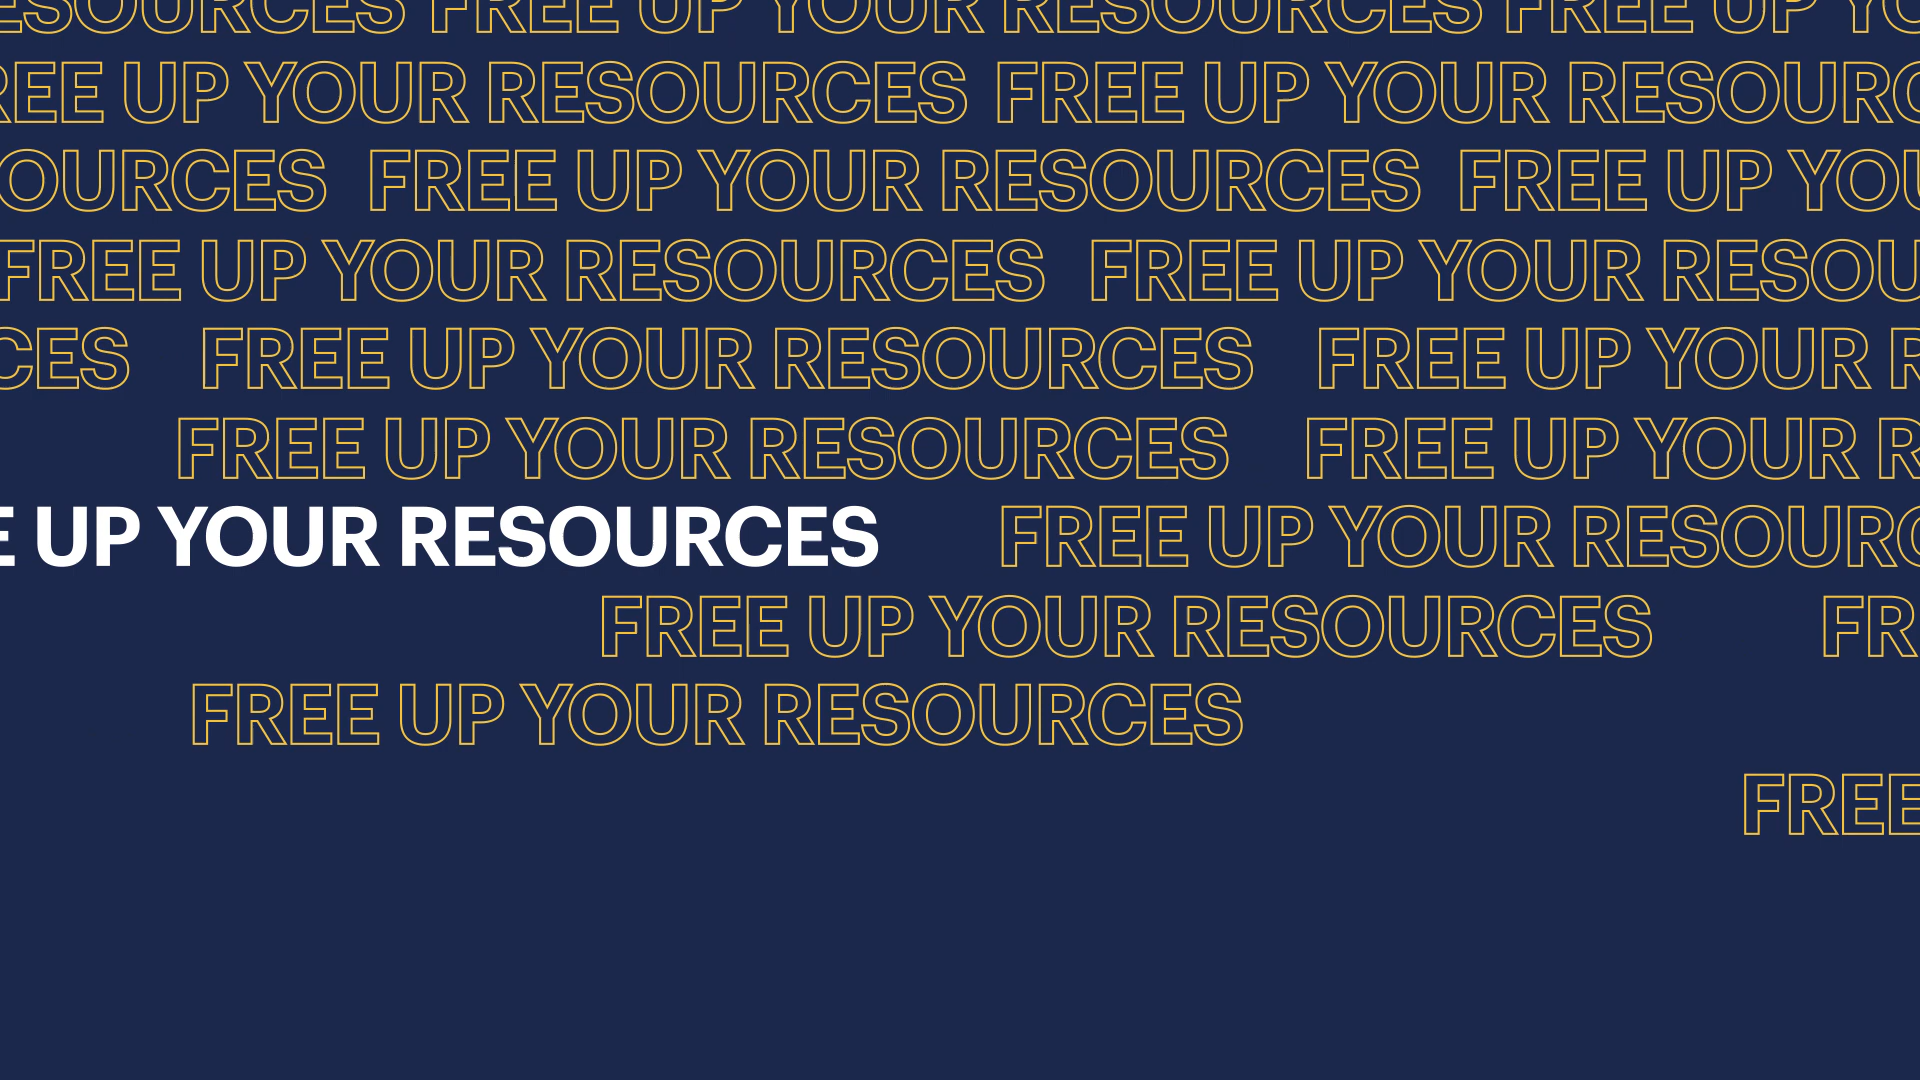 ESOURCES FREE UP YOUR RESOURCES FREE UP YO
REE UP YOUR RESOURCES FREE UP YOUR RESOURC
OURCES FREE UP YOUR RESOURCES FREE UP YOU
FREE UP YOUR RESOURCES FREE UP YOUR RESOU
CES FREE UP YOUR RESOURCES FREE UP YOUR R
FREE UP YOUR RESOURCES FREE UP YOUR R
E UP YOUR RESOURCES FREE UP YOUR RESOURC
FREE UP YOUR RESOURCES FR
FREE UP YOUR RESOURCES
FREE